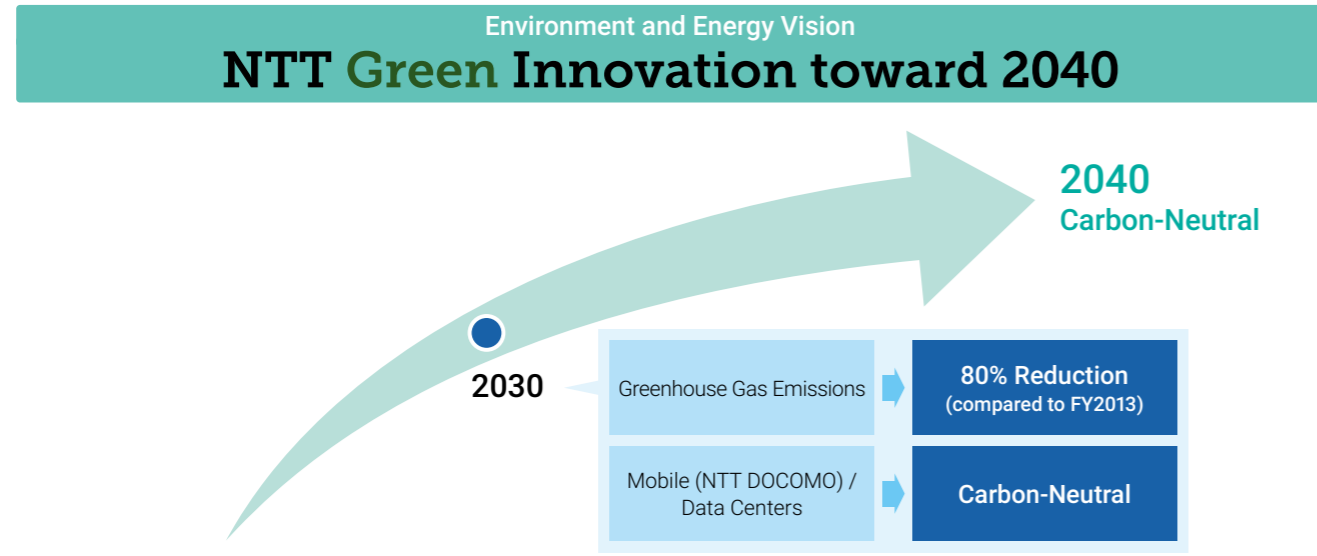 Environment and Energy Vision
NTT Green Innovation toward 2040
2040
Carbon-Neutral
2030
Greenhouse Gas Emissions
80% Reduction
(compared to FY2013)
Mobile (NTT DOCOMO) /
Data Centers
Carbon-Neutral